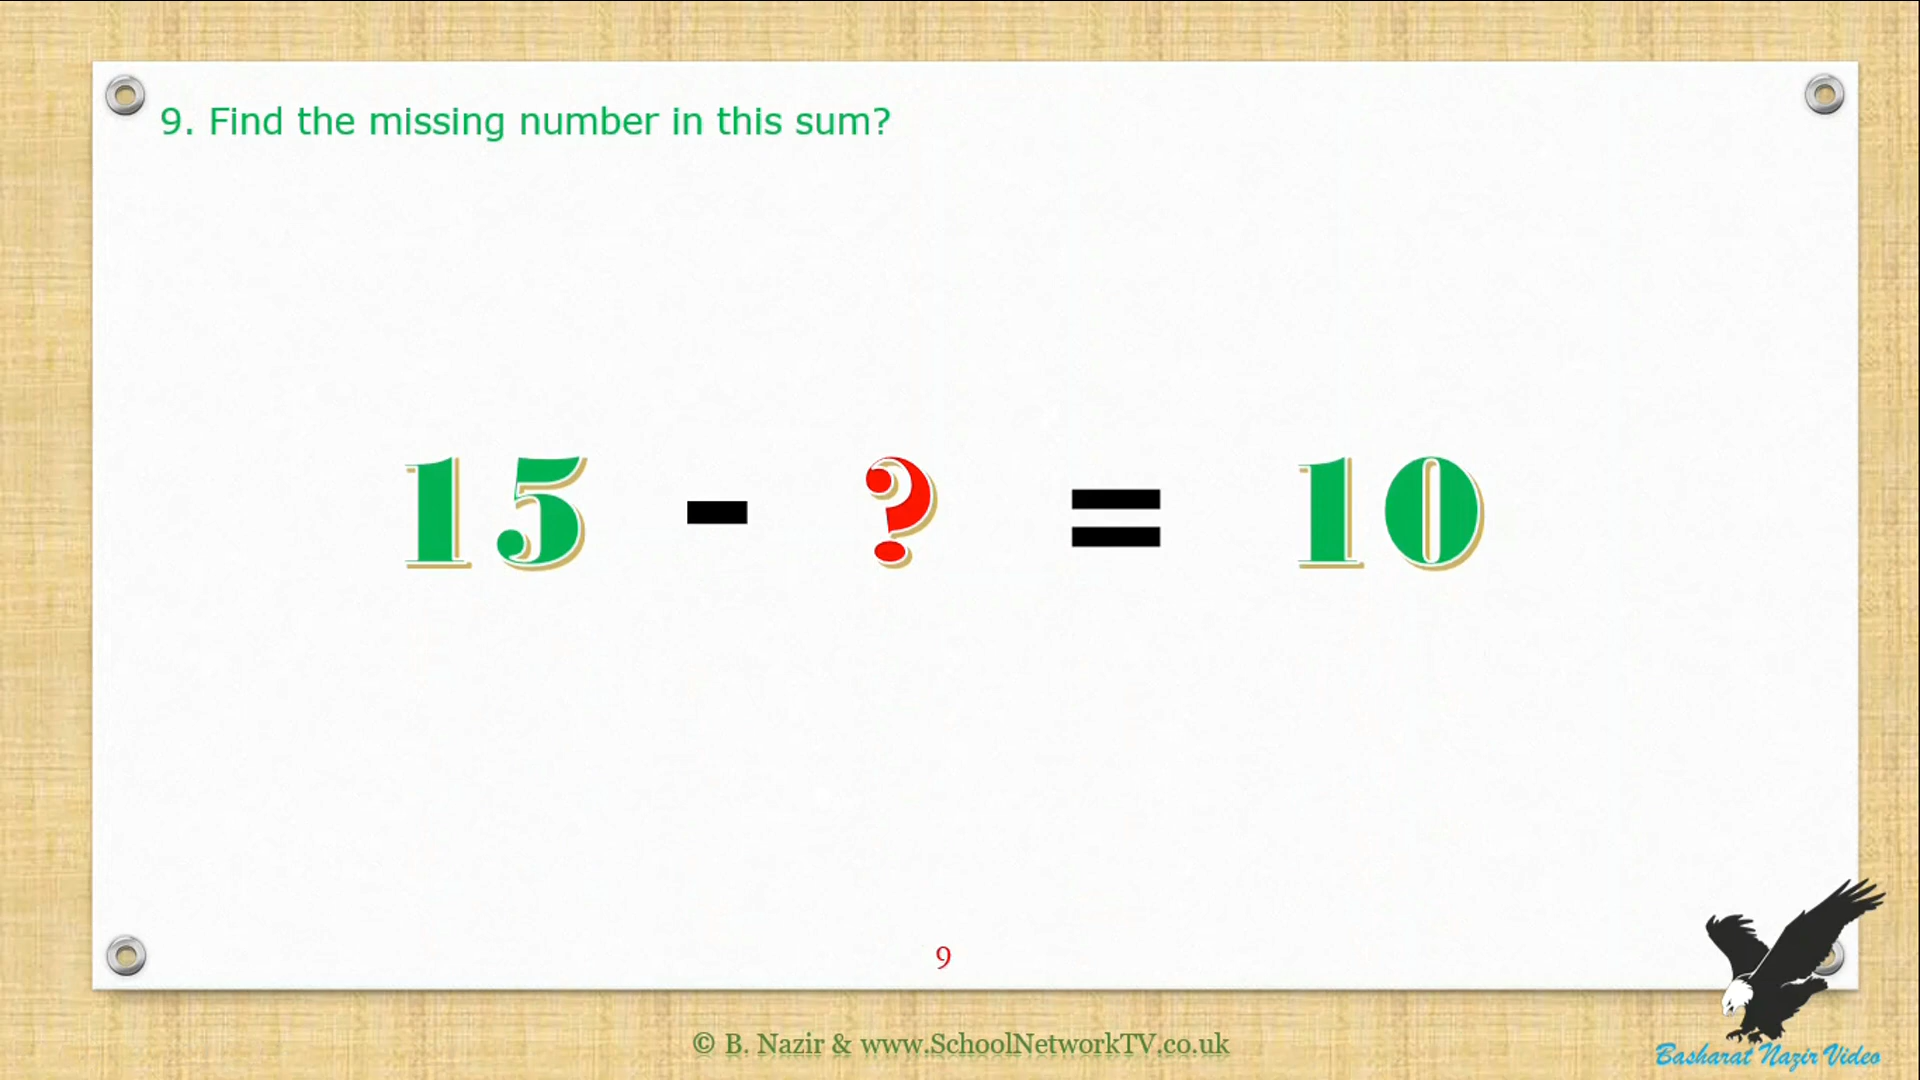 9. Find the missing number in this sum?
15 - ? = 10
9
© B. Nazir & www.SchoolNetworkTV.co.uk
Basharat Nazir Video